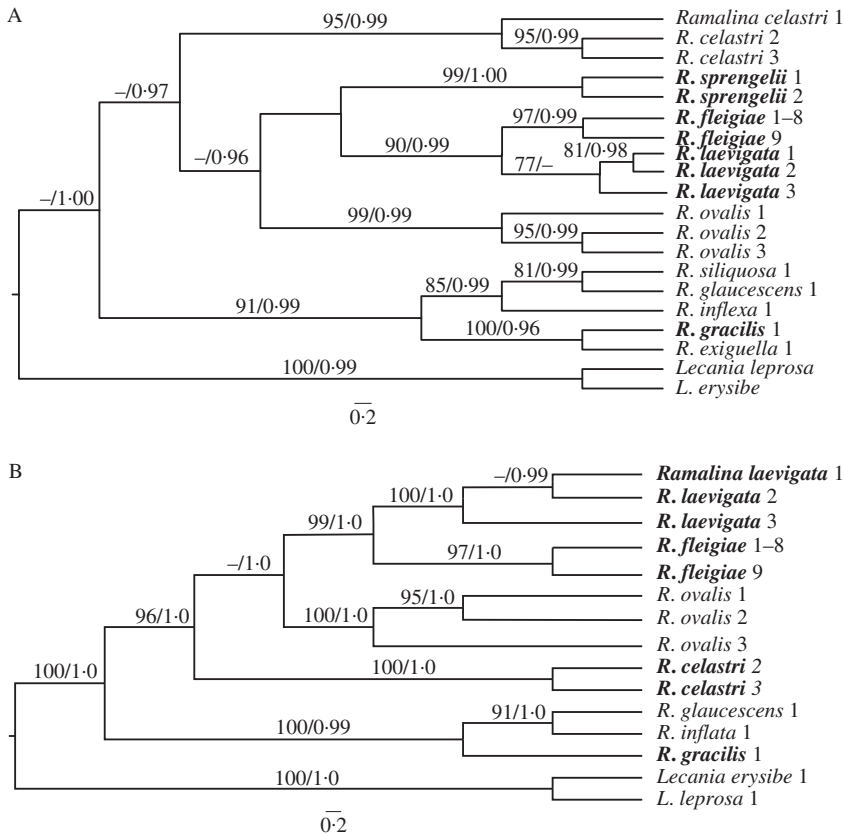 A
95/0·99
Ramalina celastri 1
95/0·99
R. celastri 2
R. celastri 3
–/0·97
99/1·00
R. sprengelii 1
R. sprengelii 2
97/0·99
R. fleigiae 1–8
R. fleigiae 9
–/0·96
90/0·99
81/0·98
R. laevigata 1
77/–
R. laevigata 2
R. laevigata 3
–/1·00
99/0·99
R. ovalis 1
95/0·99
R. ovalis 2
R. ovalis 3
81/0·99
R. siliquosa 1
85/0·99
R. glaucescens 1
91/0·99
R. inflexa 1
100/0·96
R. gracilis 1
R. exiguella 1
100/0·99
Lecania leprosa
L. erysibe
0·2
B
–/0·99
Ramalina laevigata 1
100/1·0
R. laevigata 2
99/1·0
R. laevigata 3
97/1·0
R. fleigiae 1–8
–/1·0
R. fleigiae 9
95/1·0
R. ovalis 1
96/1·0
100/1·0
R. ovalis 2
R. ovalis 3
100/1·0
100/1·0
R. celastri 2
R. celastri 3
91/1·0
R. glaucescens 1
100/0·99
R. inflata 1
R. gracilis 1
100/1·0
Lecania erysibe 1
L. leprosa 1
0·2